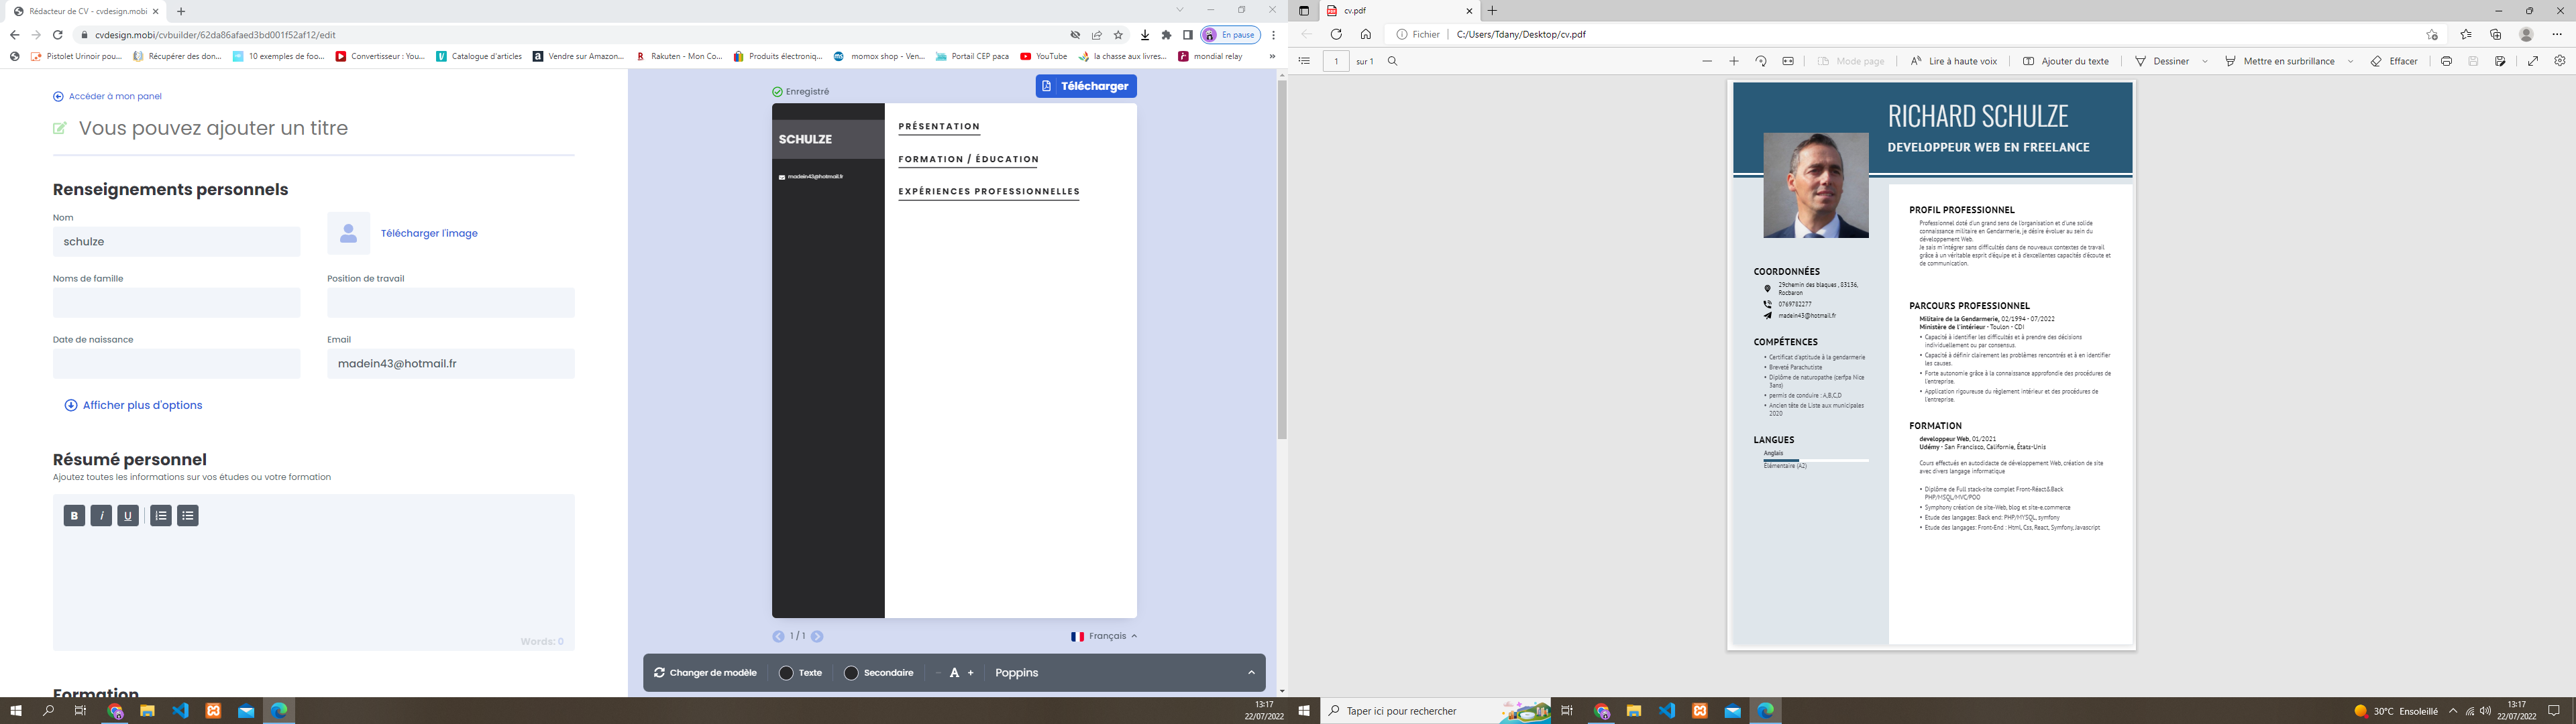 Rédacteur de CV - cvdesign.mobi
cvdesign.mobi/cvbuilder/62da86afaed3bd001f52af12/edit
En pause
Pistolet Urinoir pou...
Récupérer des don...
10 exemples de foo...
Convertisseur : You...
Catalogue d'articles
Vendre sur Amazon...
Rakuten - Mon Co...
Produits électroniq...
momox shop - Ven...
Portail CEP paca
YouTube
la chasse aux livres...
mondial relay
Accéder à mon panel
Vous pouvez ajouter un titre
Renseignements personnels
Nom
schulze
Télécharger l'image
Noms de famille
Position de travail
Date de naissance
Email
madein43@hotmail.fr
Afficher plus d'options
Résumé personnel
Ajoutez toutes les informations sur vos études ou votre formation
B i U
Words: 0
Formation
Enregistré
Télécharger
SCHULZE
madein43@hotmail.fr
PRÉSENTATION
FORMATION / ÉDUCATION
EXPÉRIENCES PROFESSIONNELLES
1 / 1
Français
Changer de modèle
Texte
Secondaire
- A +
Poppins
13:17
22/07/2022
cv.pdf
Fichier
C:/Users/Tdany/Desktop/cv.pdf
1 sur 1
Mode page
Lire à haute voix
Ajouter du texte
Dessiner
Mettre en surbrillance
Effacer
RICHARD SCHULZE
DEVELOPPEUR WEB EN FREELANCE
COORDONNÉES
29chemin des blaques , 83136,
Rocbaron
0769782277
madein43@hotmail.fr
COMPÉTENCES
• Certificat d'aptitude à la gendarmerie
• Breveté Parachutiste
• Diplôme de naturopathe (cerfpa Nice
3ans)
• permis de conduire : A,B,C,D
• Ancien tête de Liste aux municipales
2020
LANGUES
Anglais
Élémentaire (A2)
PROFIL PROFESSIONNEL
Professionnel doté d'un grand sens de l'organisation et d'une solide
connaissance militaire en Gendarmerie, je désire évoluer au sein du
développement Web.
Je sais m'intégrer sans difficultés dans de nouveaux contextes de travail
grâce à un véritable esprit d'équipe et à d'excellentes capacités d'écoute et
de communication.
PARCOURS PROFESSIONNEL
Militaire de la Gendarmerie, 02/1994 - 07/2022
Ministère de l'intérieur - Toulon - CDI
• Capacité à identifier les difficultés et à prendre des décisions
individuellement ou par consensus.
• Capacité à définir clairement les problèmes rencontrés et à en identifier
les causes.
• Forte autonomie grâce à la connaissance approfondie des procédures de
l'entreprise.
• Application rigoureuse du règlement intérieur et des procédures de
l'entreprise.
FORMATION
developpeur Web, 01/2021
Udémy - San Francisco, Californie, États-Unis
Cours effectués en autodidacte de développement Web, création de site
avec divers langage informatique
• Diplôme de Full stack-site complet Front-Réact&Back
PHP/MSQL/MVC/POO
• Symphony création de site-Web, blog et site-e.commerce
• Etude des langages: Back end: PHP/MYSQL, symfony
• Etude des langages: Front-End : Html, Css, React, Symfony, Javascript
Taper ici pour rechercher
30°C Ensoleillé
13:17
22/07/2022